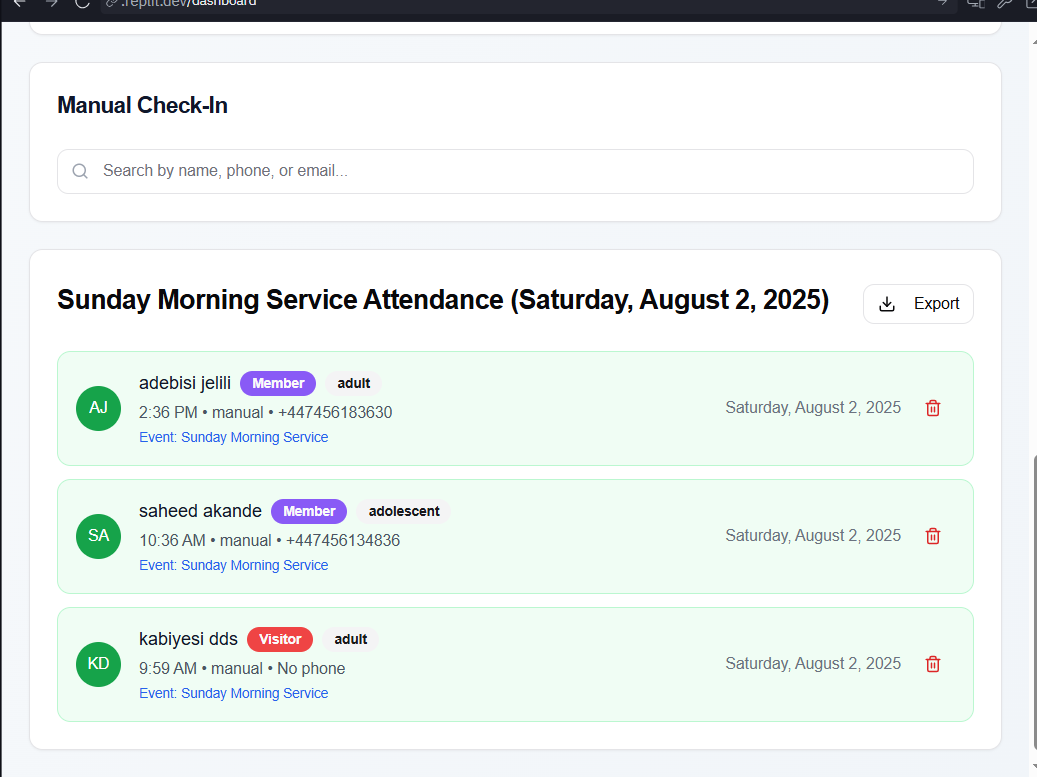 .replit.dev/dashboard
Manual Check-In
Search by name, phone, or email...
Sunday Morning Service Attendance (Saturday, August 2, 2025)
Export
AJ
adebisi jelili Member adult
2:36 PM • manual • +447456183630
Event: Sunday Morning Service
Saturday, August 2, 2025
SA
saheed akande Member adolescent
10:36 AM • manual • +447456134836
Event: Sunday Morning Service
Saturday, August 2, 2025
KD
kabiyesi dds Visitor adult
9:59 AM • manual • No phone
Event: Sunday Morning Service
Saturday, August 2, 2025